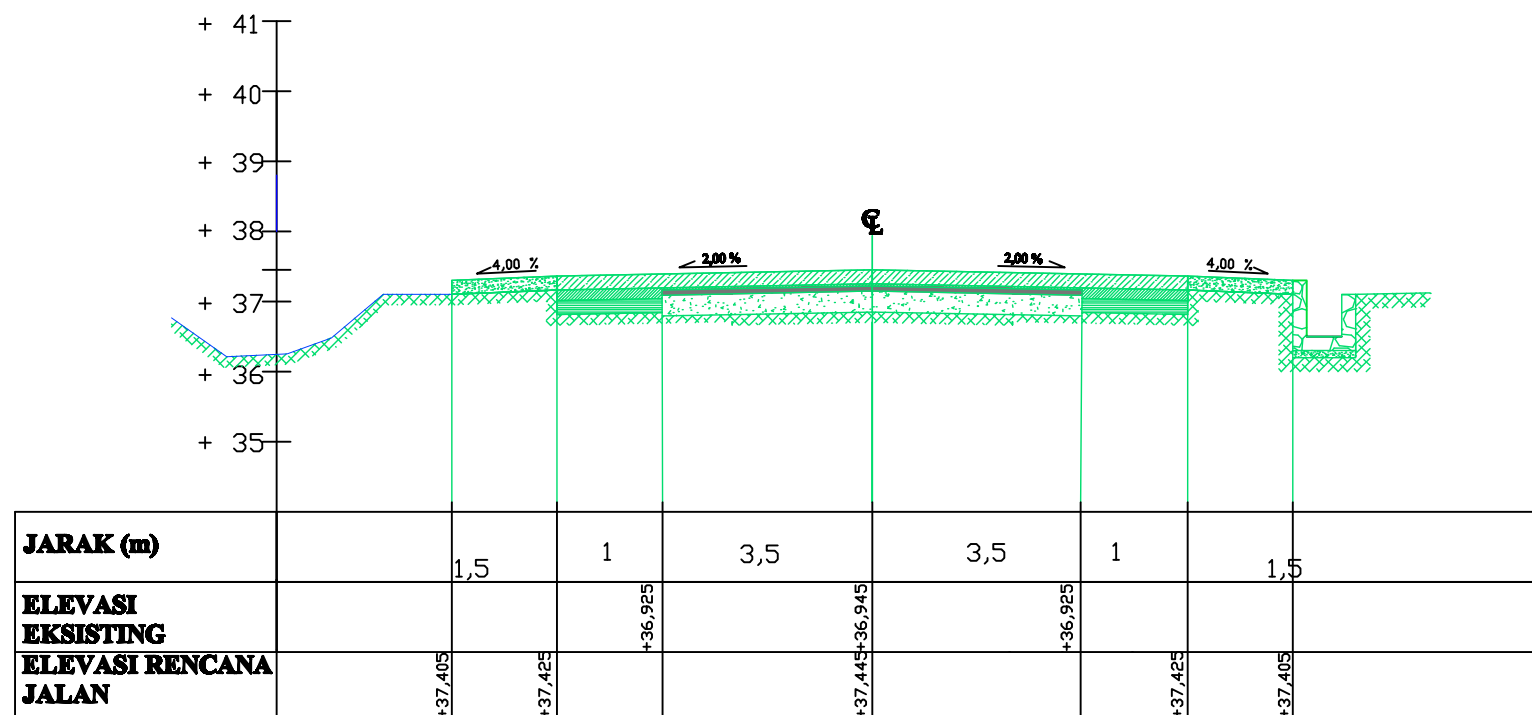 + 41
+ 40
+ 39
+ 38
+ 37
+ 36
+ 35
℄
4,00 % 2,00 % 2,00 % 4,00 %
JARAK (m) 1,5 1 3,5 3,5 1 1,5
ELEVASI
EKSISTING
+36,925 +36,945 +36,925
ELEVASI RENCANA
JALAN
+37,405 +37,425 +37,445 +37,425 +37,405